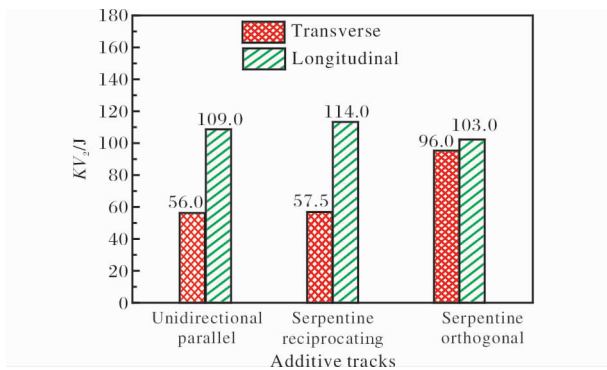 180
160
140
120
100
80
60
40
20
0
KV₂/J
Transverse
Longitudinal
56.0
109.0
57.5
114.0
96.0
103.0
Unidirectional
parallel
Serpentine
reciprocating
Serpentine
orthogonal
Additive tracks